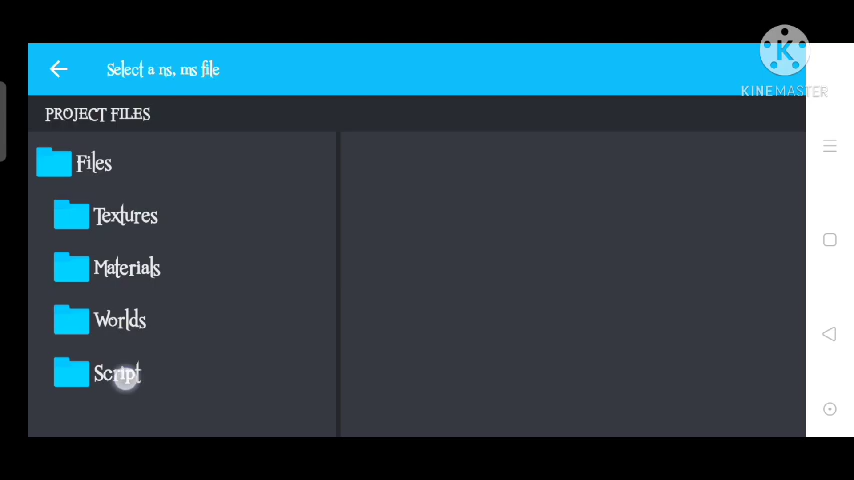 Select a ns, ms file
K
KINEMASTER
PROJECT FILES
Files
Textures
Materials
Worlds
Script